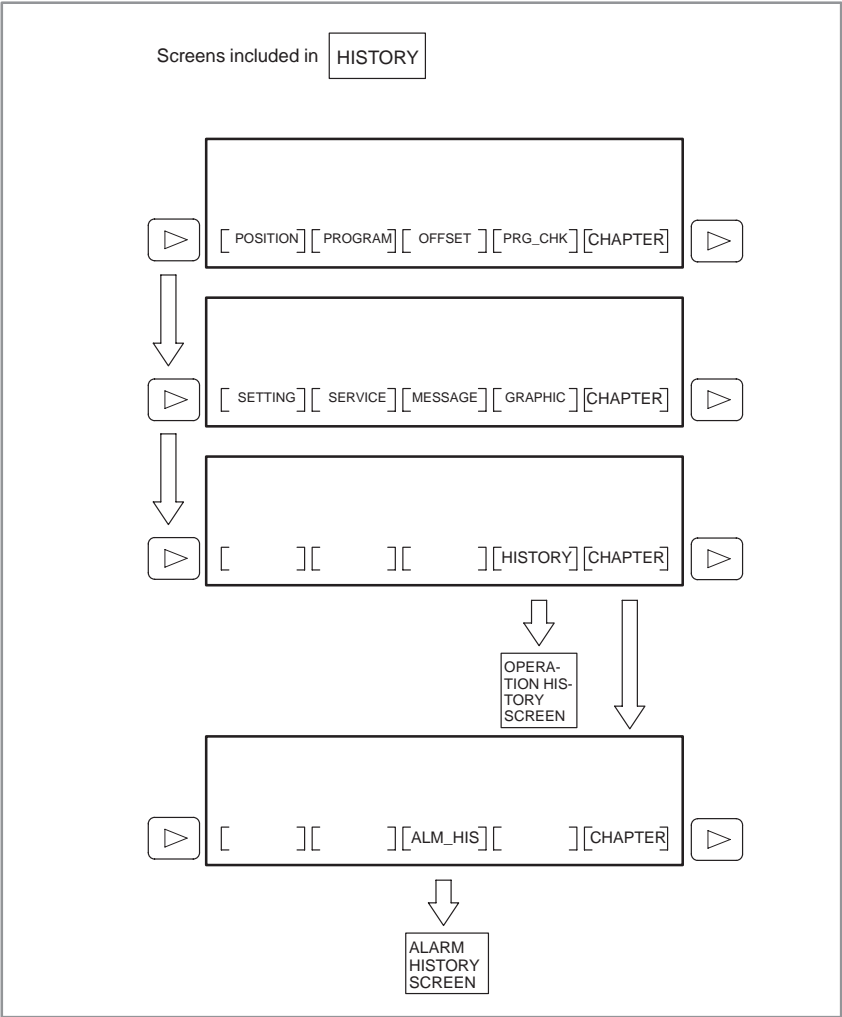 Screens included in HISTORY
[ POSITION] [ PROGRAM] [ OFFSET ] [ PRG_CHK] [CHAPTER]
[ SETTING] [ SERVICE] [MESSAGE] [ GRAPHIC ] [CHAPTER]
[ ] [ ] [ ] [HISTORY] [CHAPTER]
OPERA-
TION HIS-
TORY
SCREEN
[ ] [ ] [ALM_HIS] [ ] [CHAPTER]
ALARM
HISTORY
SCREEN